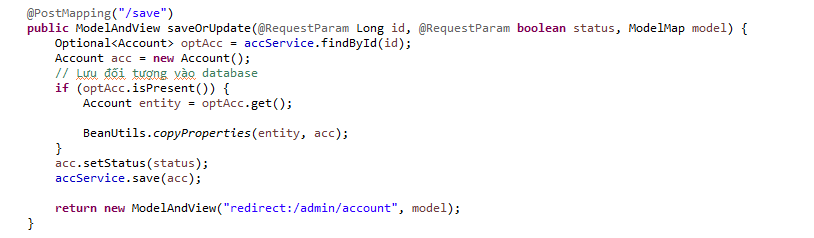 @PostMapping("/save")
public ModelAndView saveOrUpdate(@RequestParam Long id, @RequestParam boolean status, ModelMap model) {
Optional<Account> optAcc = accService.findById(id);
Account acc = new Account();
// Lưu đối tượng vào database
if (optAcc.isPresent()) {
Account entity = optAcc.get();
BeanUtils.copyProperties(entity, acc);
}
acc.setStatus(status);
accService.save(acc);
return new ModelAndView("redirect:/admin/account", model);
}